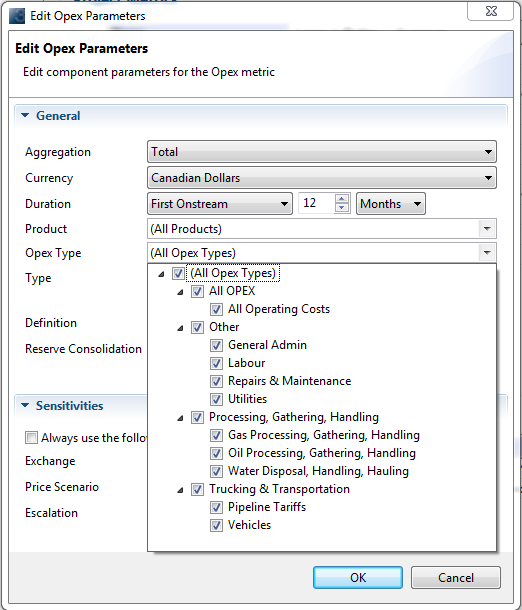 Edit Opex Parameters
Edit Opex Parameters
Edit component parameters for the Opex metric
General
Aggregation Total
Currency Canadian Dollars
Duration First Onstream 12 Months
Product (All Products)
Opex Type (All Opex Types)
Type (All Opex Types)
All OPEX
All Operating Costs
Other
Definition
General Admin
Reserve Consolidation Labour
Repairs & Maintenance
Utilities
Sensitivities
Processing, Gathering, Handling
Always use the follo Gas Processing, Gathering, Handling
Exchange Oil Processing, Gathering, Handling
Water Disposal, Handling, Hauling
Price Scenario Trucking & Transportation
Escalation Pipeline Tariffs
Vehicles
OK Cancel